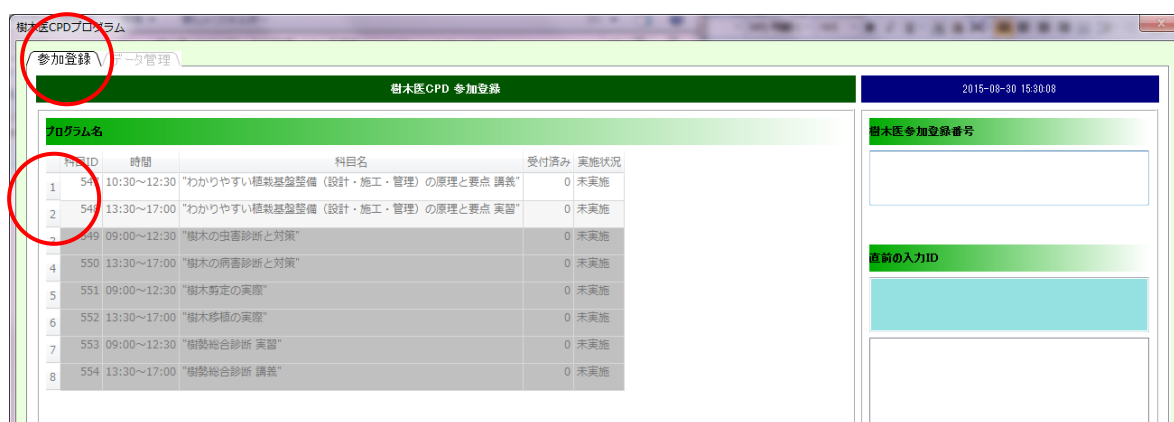 樹木医CPDプログラム
参加登録 データ管理
樹木医CPD 参加登録
2015-08-30 15:30:08
プログラム名
樹木医参加登録番号
科目ID 時間 科目名 受付済み 実施状況
1 547 10:30～12:30 "わかりやすい植栽基盤整備（設計・施工・管理）の原理と要点 講義" 0 未実施
2 548 13:30～17:00 "わかりやすい植栽基盤整備（設計・施工・管理）の原理と要点 実習" 0 未実施
3 549 09:00～12:30 "樹木の虫害診断と対策" 0 未実施
直前の入力ID
4 550 13:30～17:00 "樹木の病害診断と対策" 0 未実施
5 551 09:00～12:30 "樹木剪定の実際" 0 未実施
6 552 13:30～17:00 "樹木移植の実際" 0 未実施
7 553 09:00～12:30 "樹勢総合診断 実習" 0 未実施
8 554 13:30～17:00 "樹勢総合診断 講義" 0 未実施